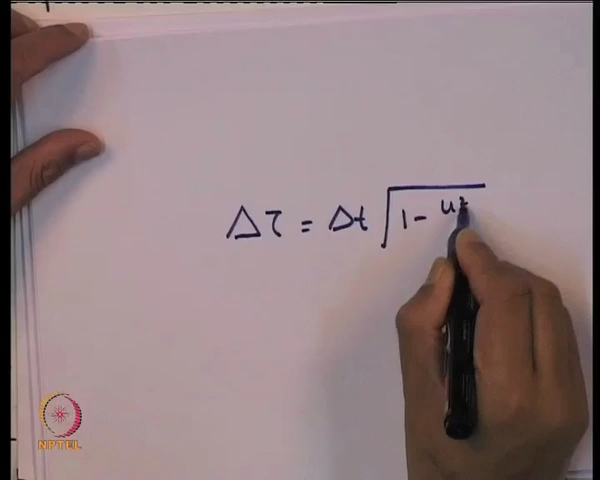 Δτ = Δt √1 - u²
NPTEL